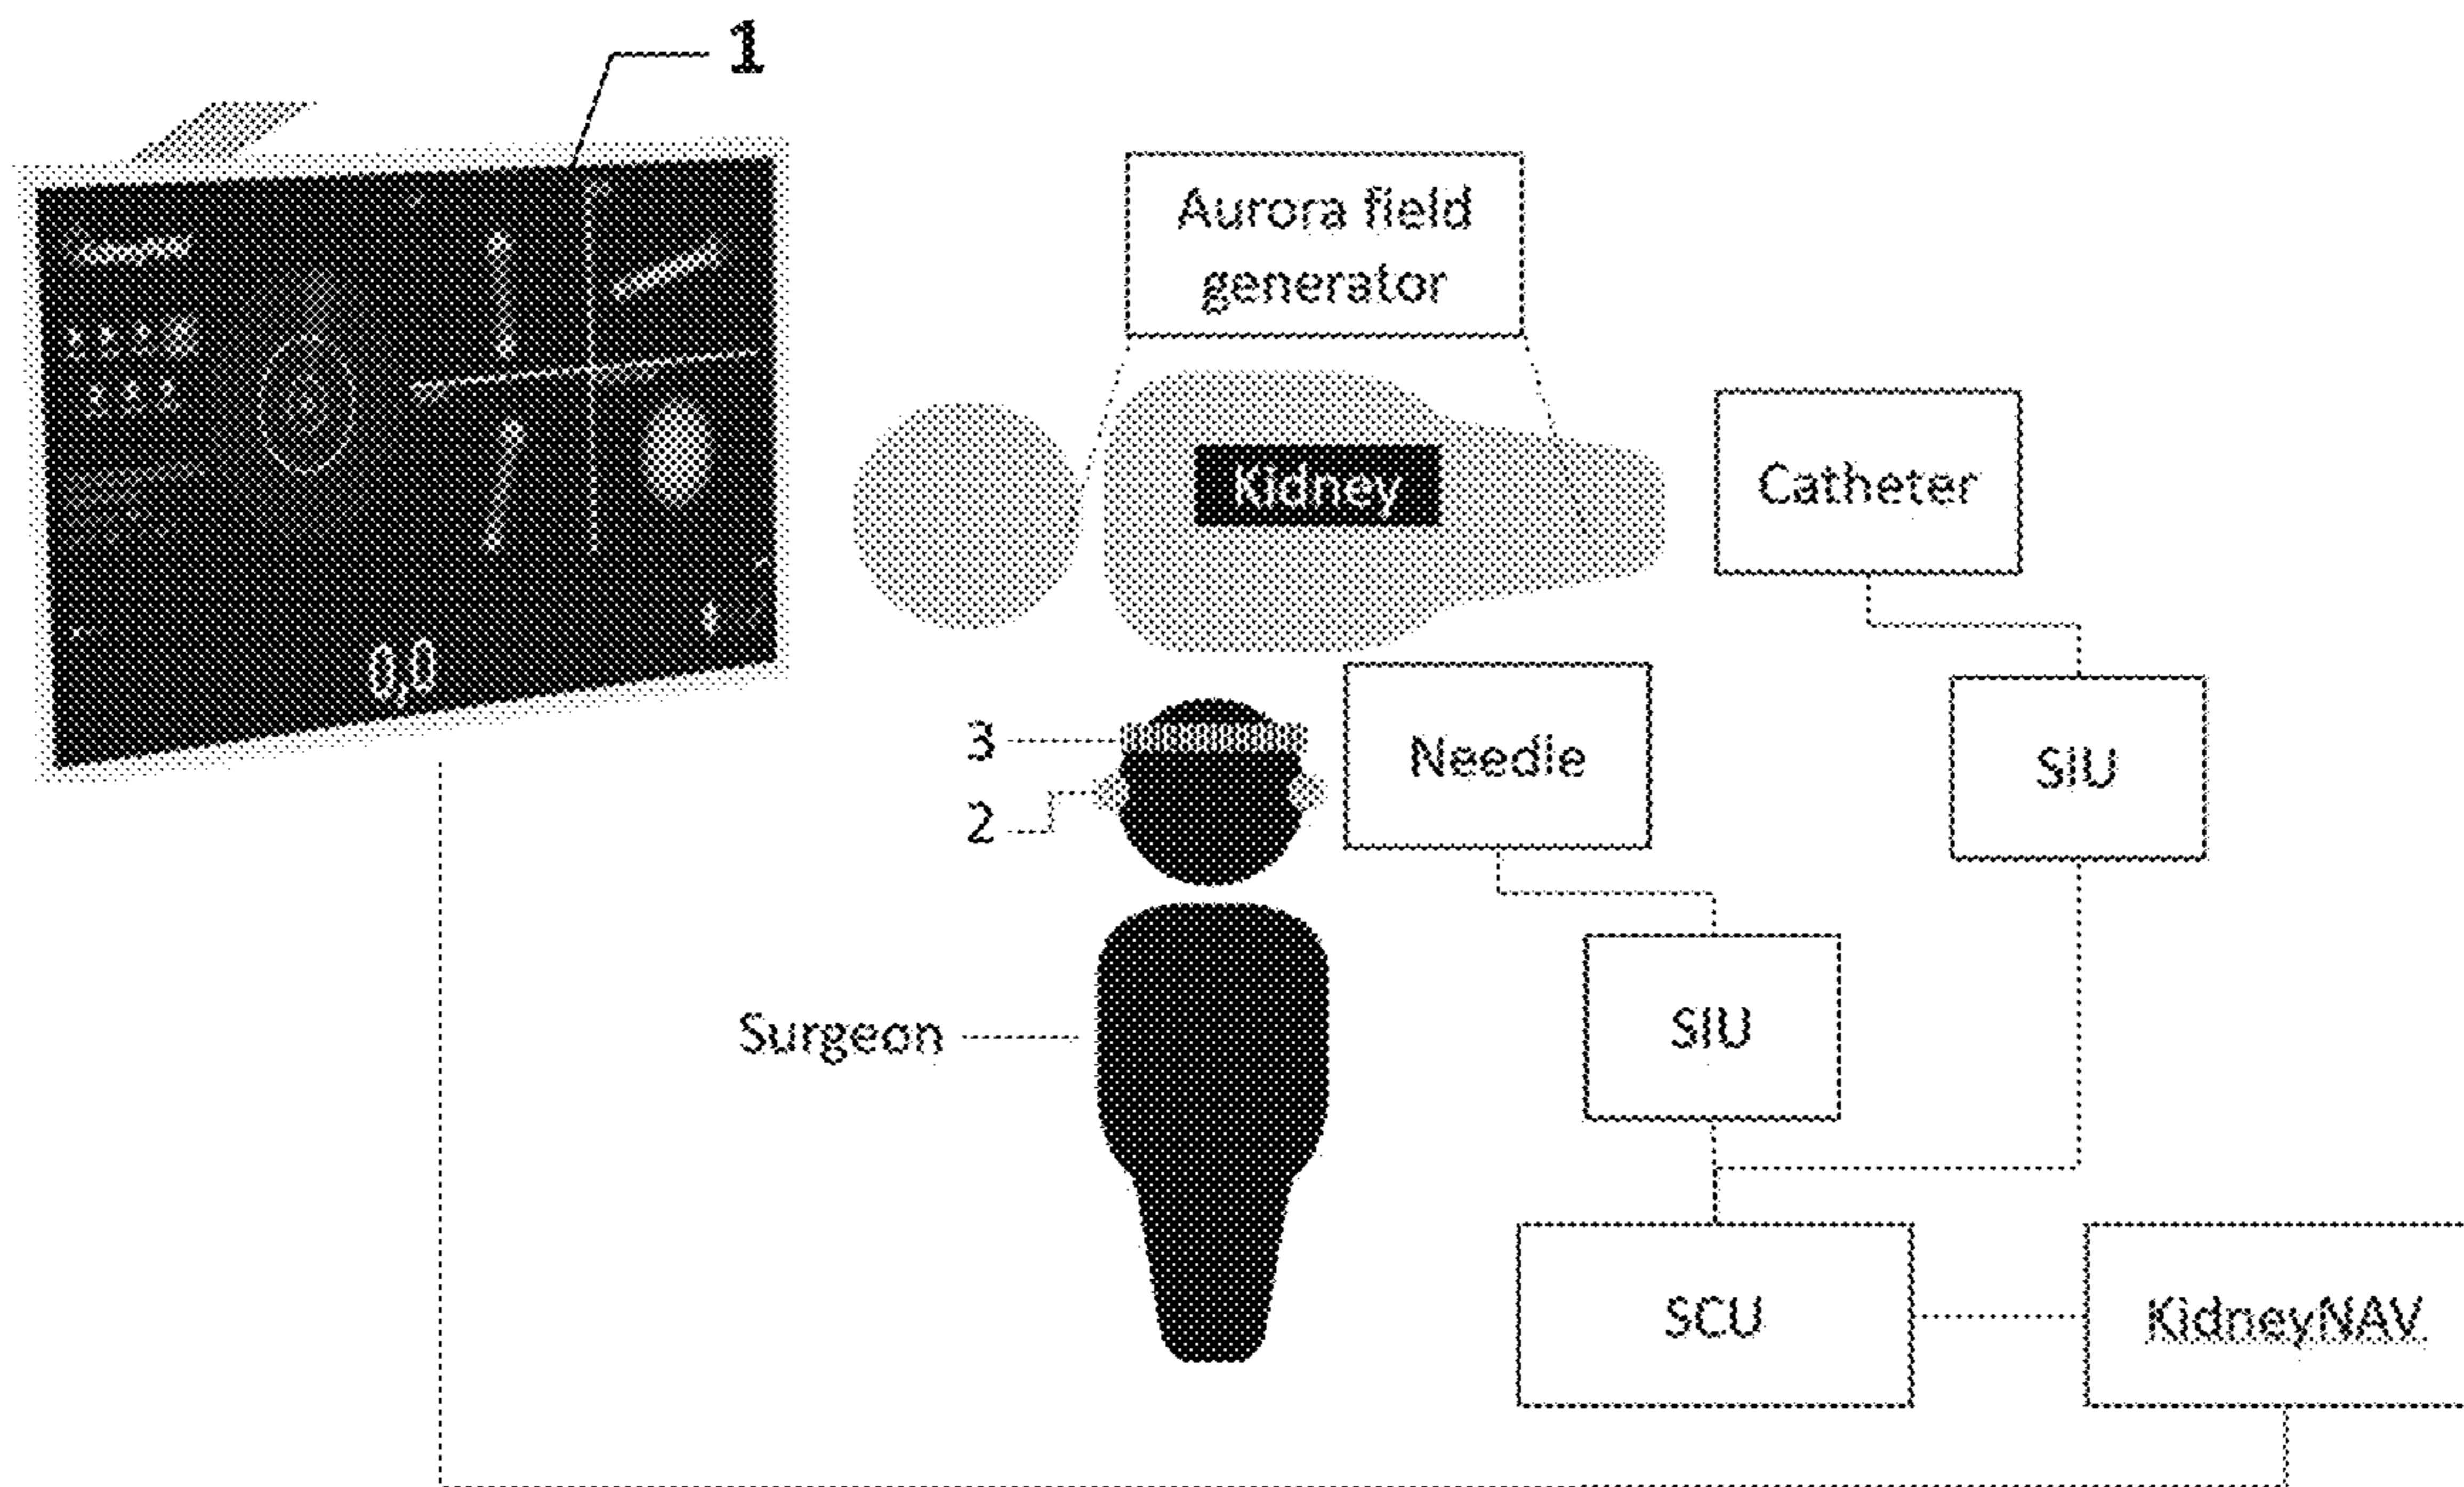 1
Aurora field
generator
Kidney
Catheter
0,0
3
Needle
SIU
2
Surgeon
SIU
SCU
KidneyNAV